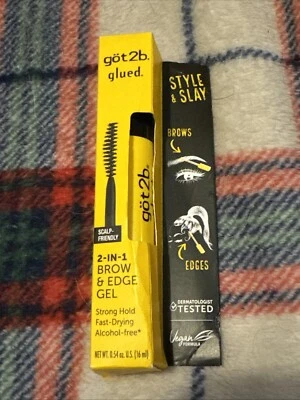 göt2b.
glued.
göt2b.
SCALP-
FRIENDLY
2-IN-1
BROW
& EDGE
GEL
Strong Hold
Fast-Drying
Alcohol-free*
NET WT. 0.54 oz. U.S. (16 ml)
STYLE
& SLAY
BROWS
EDGES
DERMATOLOGIST
TESTED
Vegan
FORMULA